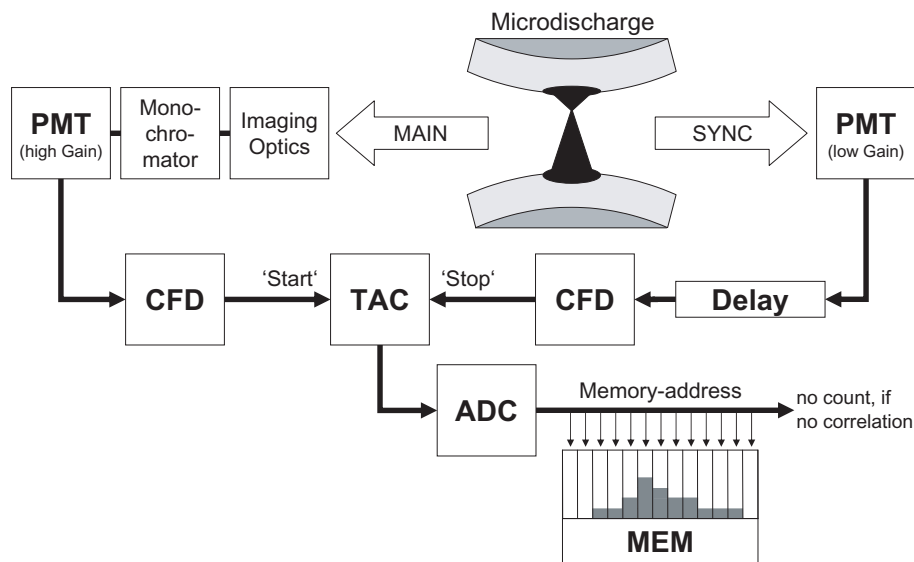 Microdischarge
PMT
(high Gain)
Mono-
chro-
mator
Imaging
Optics
MAIN
SYNC
PMT
(low Gain)
CFD
‘Start‘
TAC
‘Stop‘
CFD
Delay
ADC
Memory-address
no count, if
no correlation
MEM